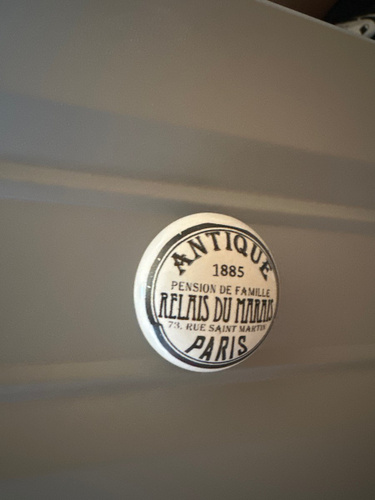 ANTIQUE
1885
PENSION DE FAMILLE
RELAIS DU MARAIS
73, RUE SAINT MARTIN
PARIS